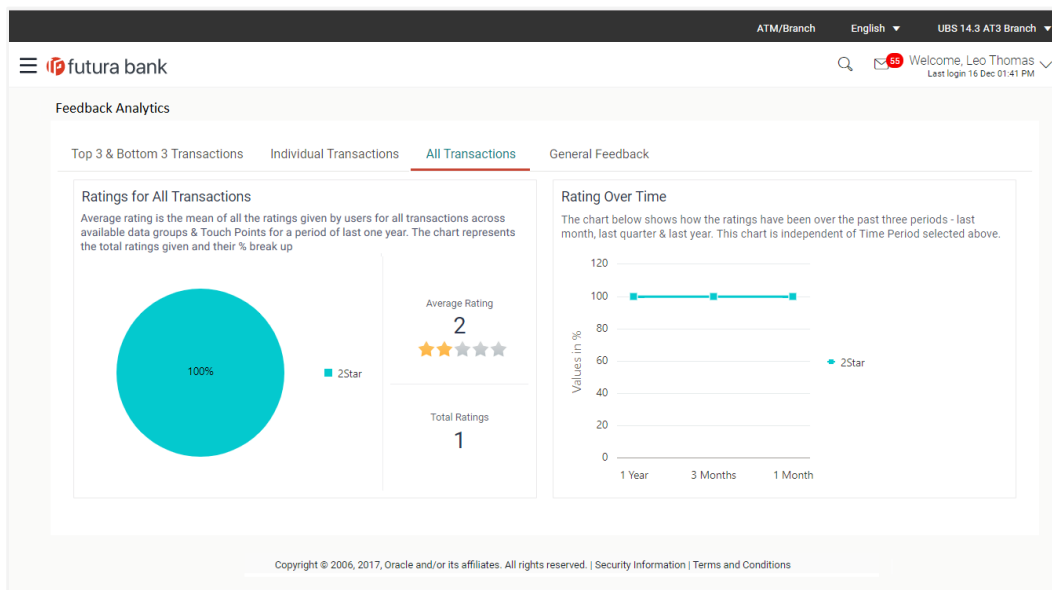 ATM/Branch English UBS 14.3 AT3 Branch
futura bank
55
Welcome, Leo Thomas
Last login 16 Dec 01:41 PM
Feedback Analytics
Top 3 & Bottom 3 Transactions Individual Transactions All Transactions General Feedback
Ratings for All Transactions
Average rating is the mean of all the ratings given by users for all transactions across
available data groups & Touch Points for a period of last one year. The chart represents
the total ratings given and their % break up
100%
2Star
Average Rating
2
Total Ratings
1
Rating Over Time
The chart below shows how the ratings have been over the past three periods - last
month, last quarter & last year. This chart is independent of Time Period selected above.
Values in %
120
100
80
60
40
20
0
1 Year 3 Months 1 Month
2Star
Copyright © 2006, 2017, Oracle and/or its affiliates. All rights reserved. | Security Information | Terms and Conditions